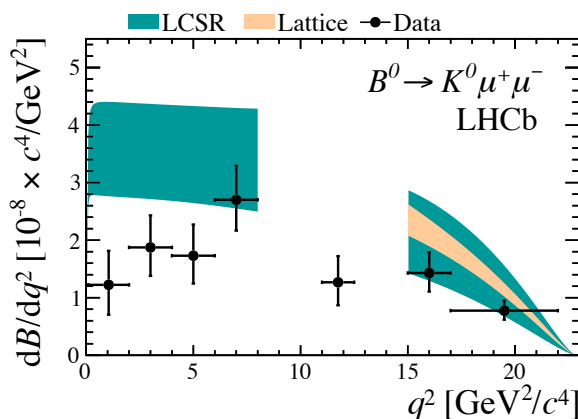 LCSR Lattice Data
B⁰ → K⁰μ⁺μ⁻
LHCb
dB/dq² [10⁻⁸ × c⁴/GeV²]
5
4
3
2
1
0
0 5 10 15 20
q² [GeV²/c⁴]